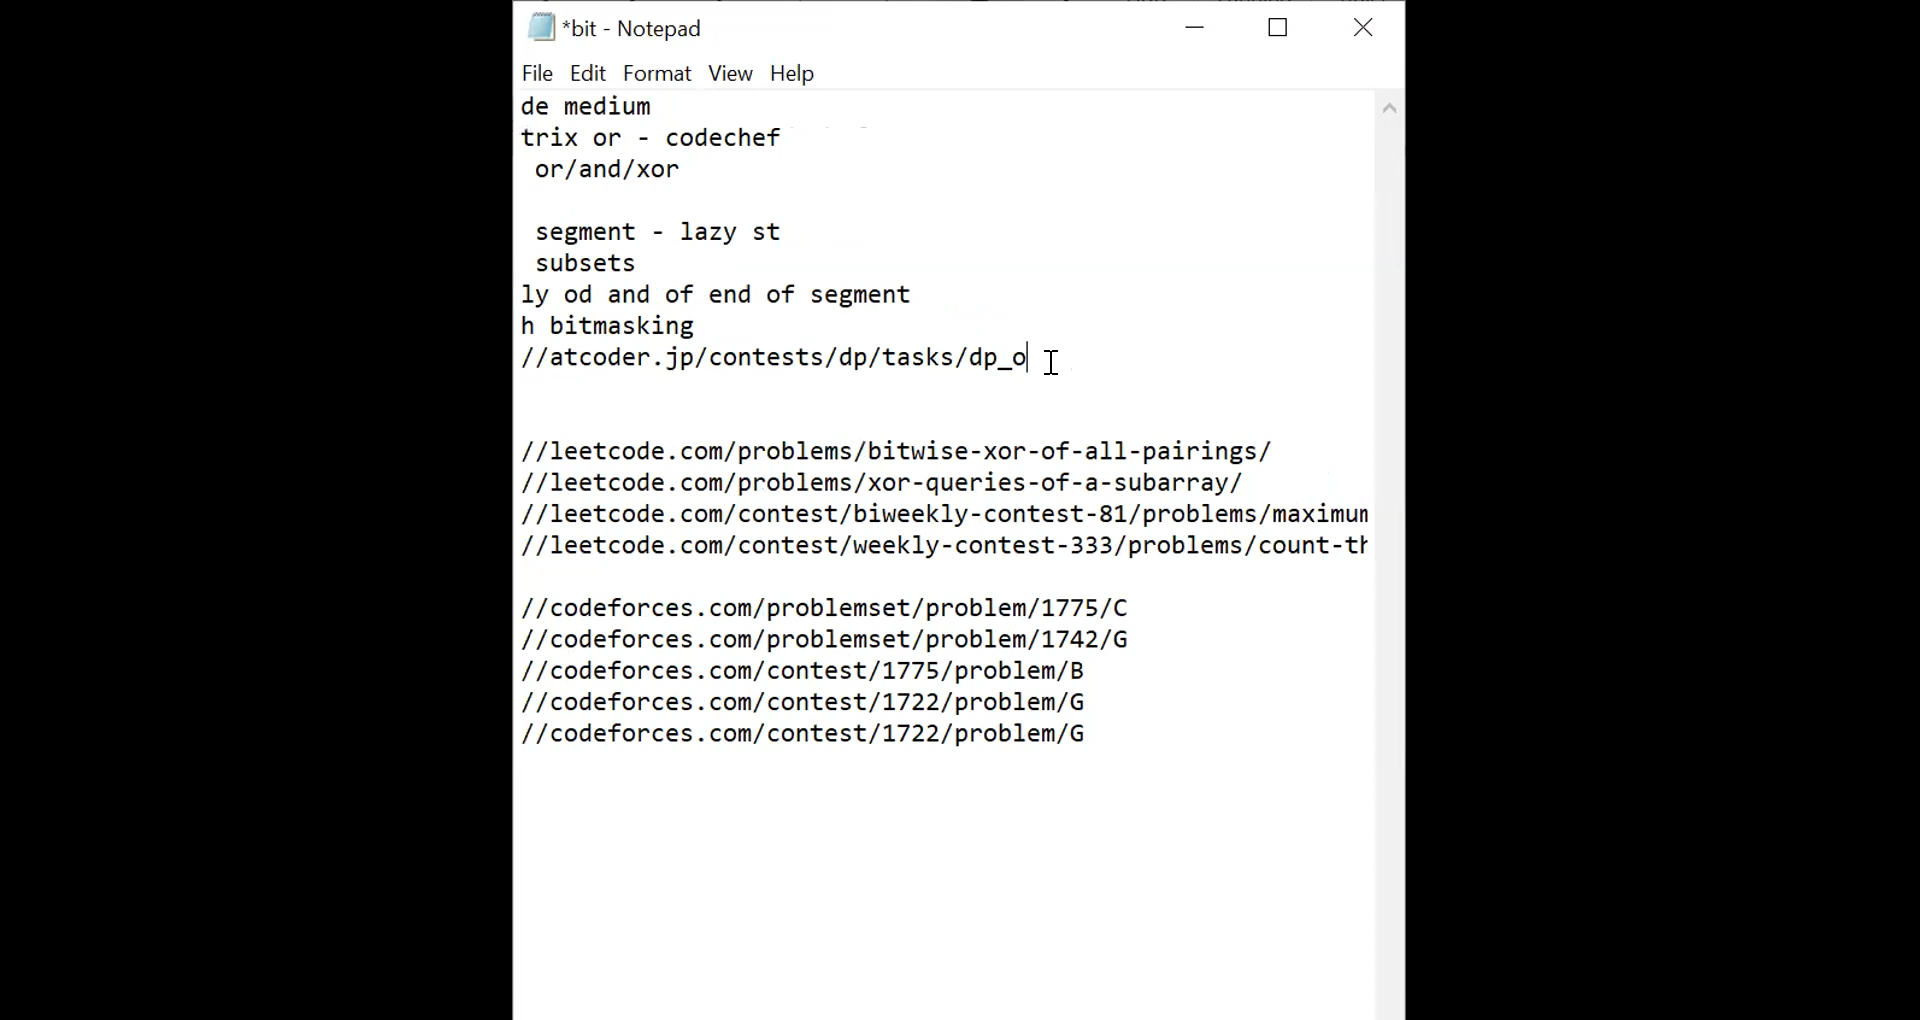 *bit - Notepad
File Edit Format View Help
de medium
trix or - codechef
or/and/xor
segment - lazy st
subsets
ly od and of end of segment
h bitmasking
//atcoder.jp/contests/dp/tasks/dp_o
//leetcode.com/problems/bitwise-xor-of-all-pairings/
//leetcode.com/problems/xor-queries-of-a-subarray/
//leetcode.com/contest/biweekly-contest-81/problems/maximum
//leetcode.com/contest/weekly-contest-333/problems/count-th
//codeforces.com/problemset/problem/1775/C
//codeforces.com/problemset/problem/1742/G
//codeforces.com/contest/1775/problem/B
//codeforces.com/contest/1722/problem/G
//codeforces.com/contest/1722/problem/G